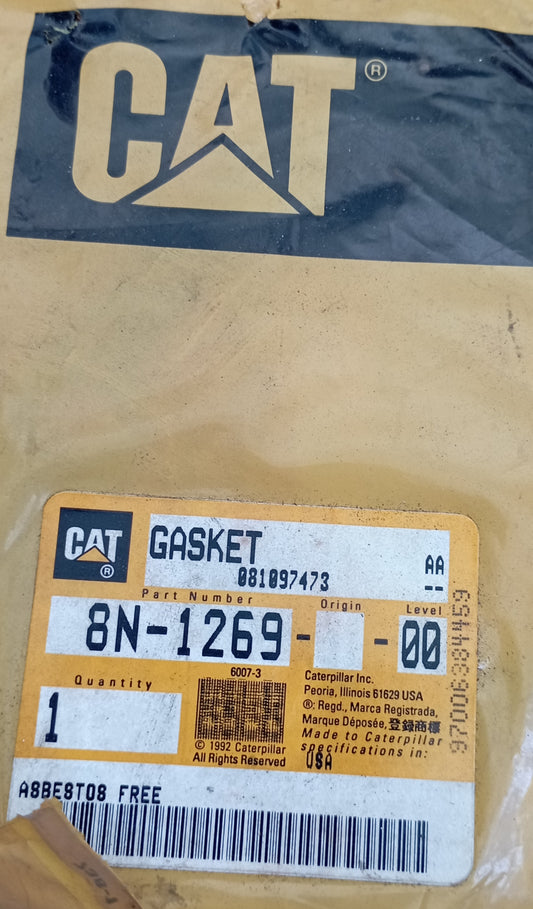 CAT ®
CAT ®
GASKET
AA
081097473
--
Part Number
Origin
Level
8N-1269- -00
Quantity
1
6007-3
© 1992 Caterpillar
All Rights Reserved
Caterpillar Inc.
Peoria, Illinois 61629 USA
®: Regd., Marca Registrada,
Marque Déposée, 登録商標
Made to Caterpillar
specifications in:
USA
97006384459
ASBESTOS FREE